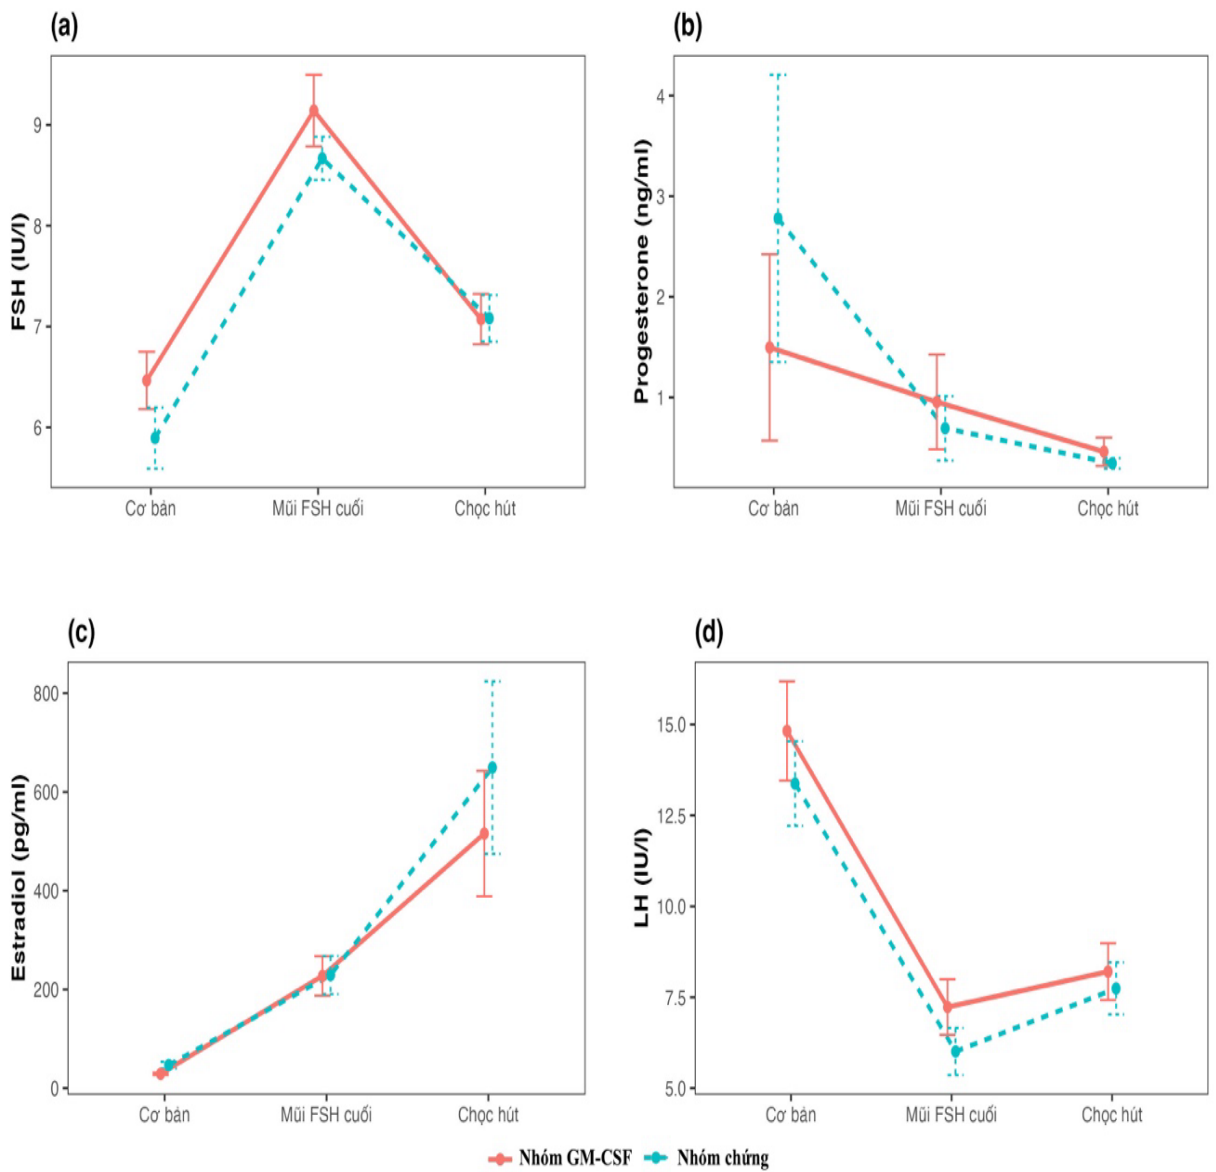 (a)
FSH (IU/l)
9
8
7
6
Cơ bản
Mũi FSH cuối
Chọc hút
(b)
Progesterone (ng/ml)
4
3
2
1
Cơ bản
Mũi FSH cuối
Chọc hút
(c)
Estradiol (pg/ml)
800
600
400
200
0
Cơ bản
Mũi FSH cuối
Chọc hút
(d)
LH (IU/l)
15.0
12.5
10.0
7.5
5.0
Cơ bản
Mũi FSH cuối
Chọc hút
Nhóm GM-CSF
Nhóm chứng